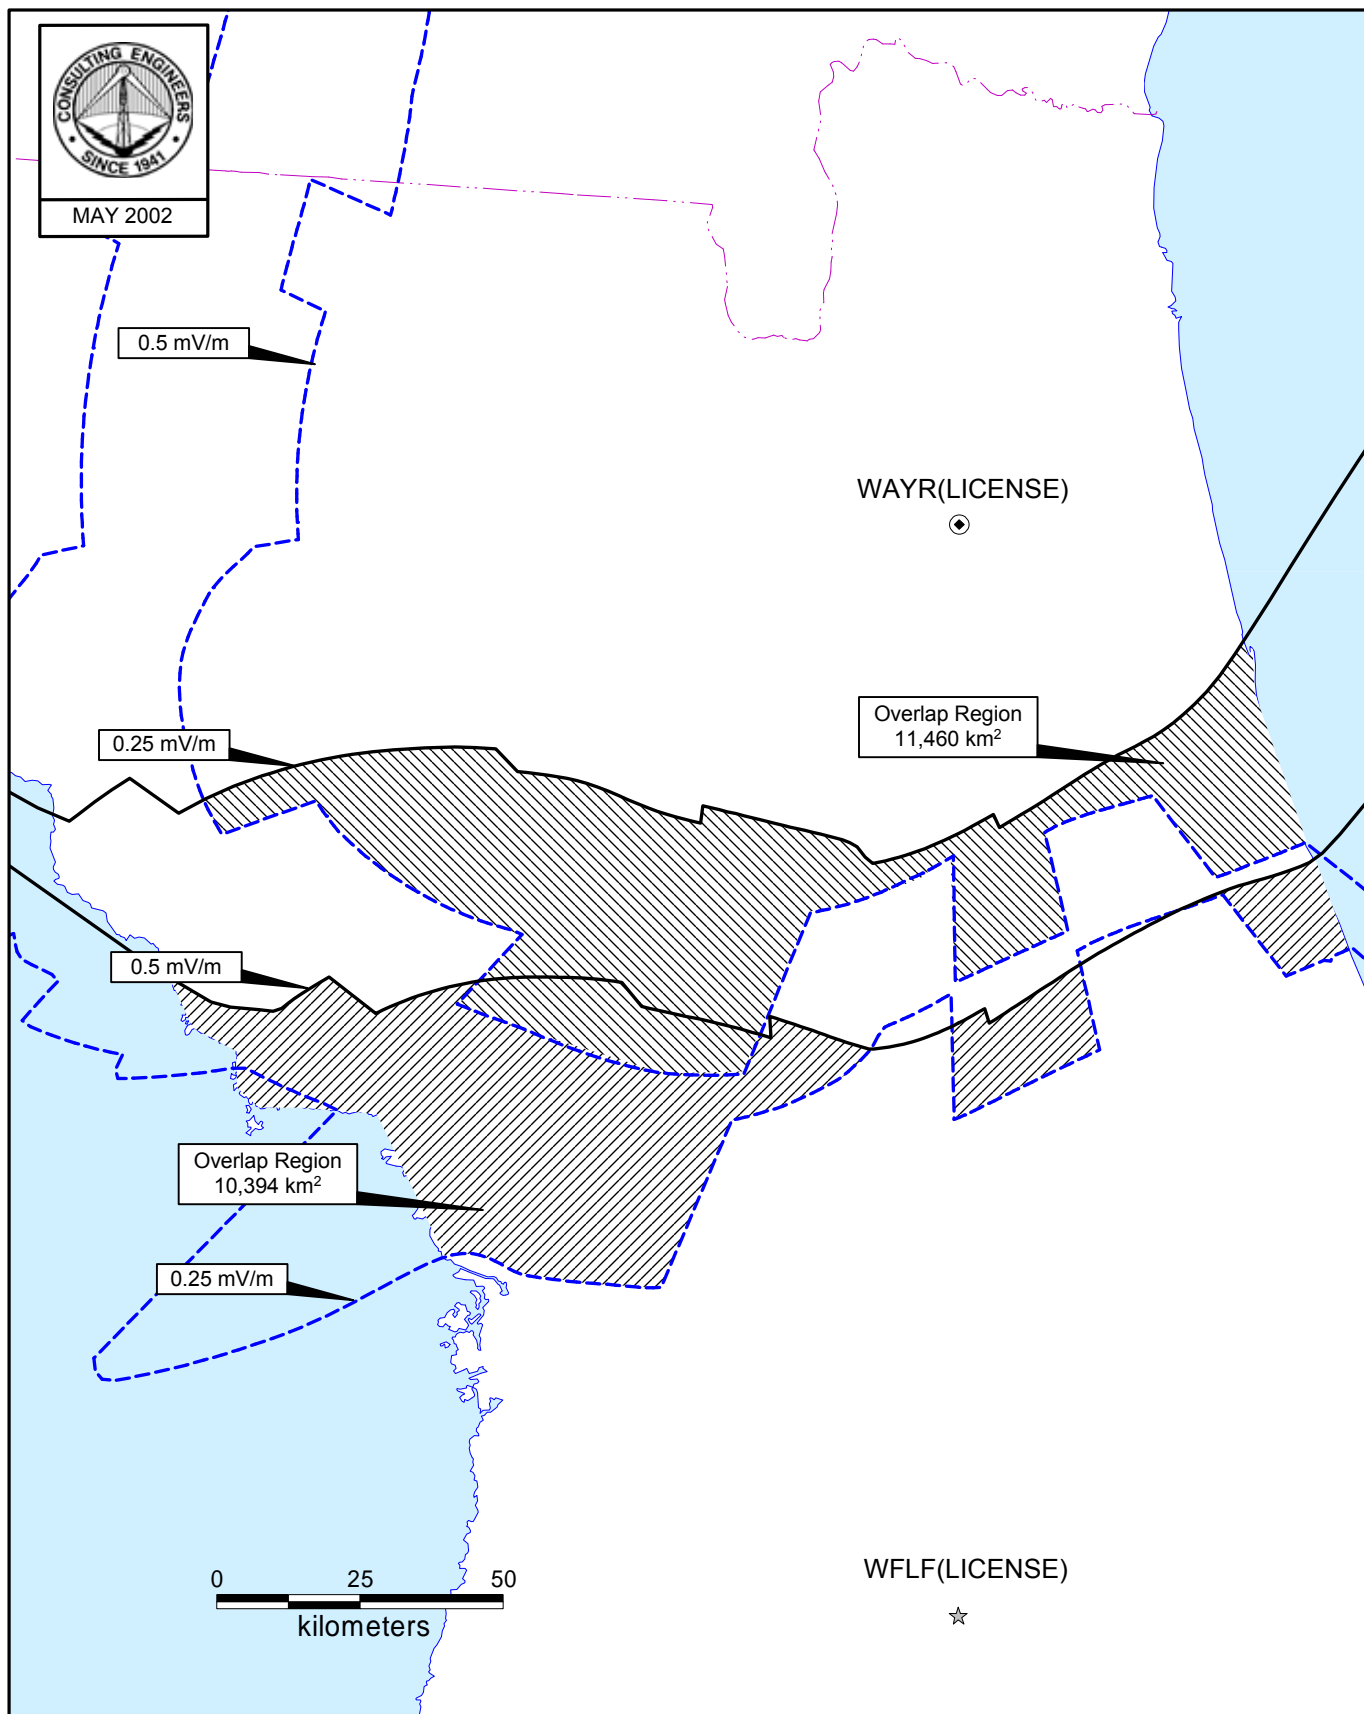 CONSULTING ENGINEERS
• SINCE 1941 •
MAY 2002
0.5 mV/m
WAYR(LICENSE)
Overlap Region
11,460 km²
0.25 mV/m
0.5 mV/m
Overlap Region
10,394 km²
0.25 mV/m
WFLF(LICENSE)
0 25 50
kilometers